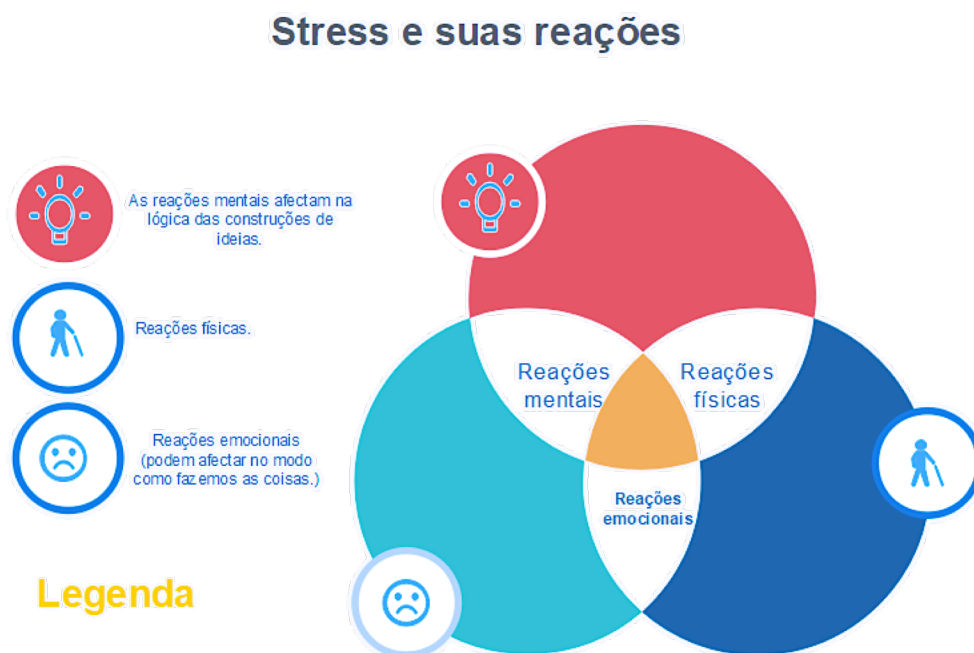 Stress e suas reações
As reações mentais afectam na
lógica das construções de
ideias.
Reações físicas.
Reações emocionais
(podem afectar no modo
como fazemos as coisas.)
Legenda
Reações
mentais
Reações
físicas
Reações
emocionais